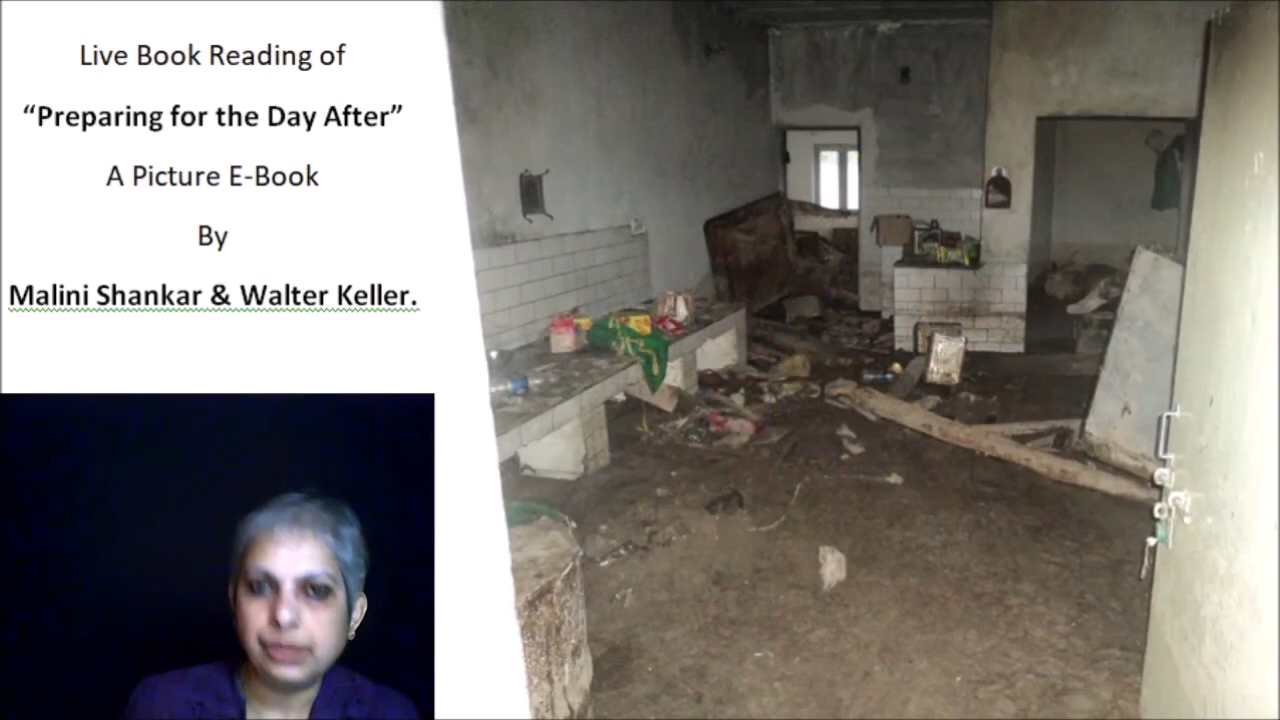 Live Book Reading of
“Preparing for the Day After”
A Picture E-Book
By
Malini Shankar & Walter Keller.